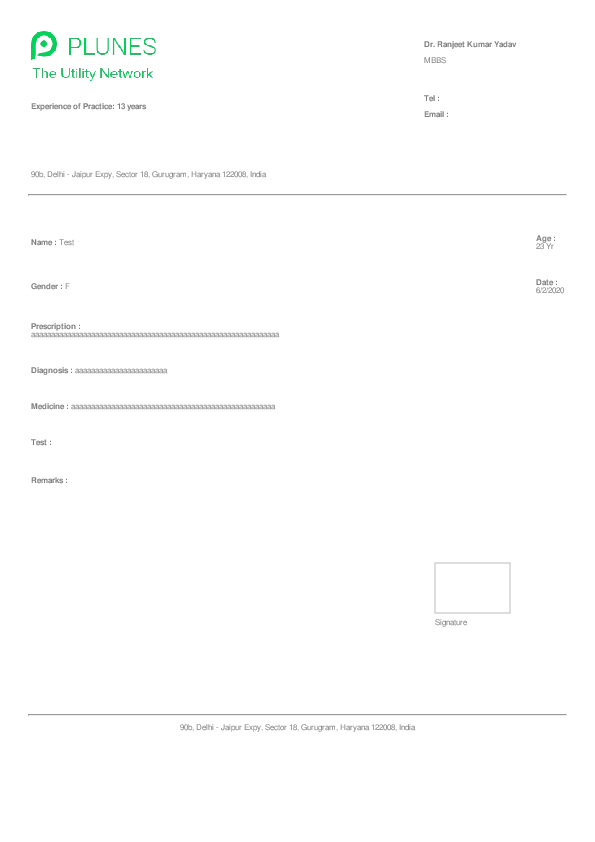 PLUNES
The Utility Network
Dr. Ranjeet Kumar Yadav
MBBS
Tel :
Email :
Experience of Practice: 13 years
90b, Delhi - Jaipur Expy, Sector 18, Gurugram, Haryana 122008, India
Name : Test
Age :
23 Yr
Gender : F
Date :
6/2/2020
Prescription :
aaaaaaaaaaaaaaaaaaaaaaaaaaaaaaaaaaaaaaaaaaaaaaaaaaaaaaaaaaaaaa
Diagnosis : aaaaaaaaaaaaaaaaaaaaaaa
Medicine : aaaaaaaaaaaaaaaaaaaaaaaaaaaaaaaaaaaaaaaaaaaaaaaaaaa
Test :
Remarks :
Signature
90b, Delhi - Jaipur Expy, Sector 18, Gurugram, Haryana 122008, India